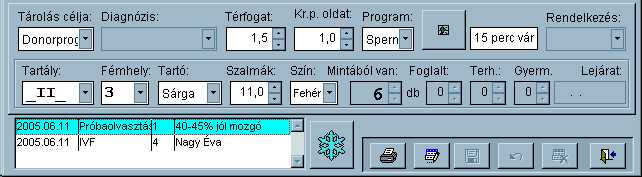 Tárolás célja: Diagnózis: Térfogat: Kr.p. oldat: Program: Rendelkezés:
Donorprog 1,5 1,0 Spern 15 perc vár
Tartály: Fémhely: Tartó: Szalmák: Szín: Mintából van: Foglalt: Terh.: Gyerm. Lejárat:
_II_ 3 Sárga 11,0 Fehér 6 db 0 0 0 . .
2005.06.11 Próbaolvasztás 1 40-45% jól mozgó
2005.06.11 IVF 4 Nagy Éva